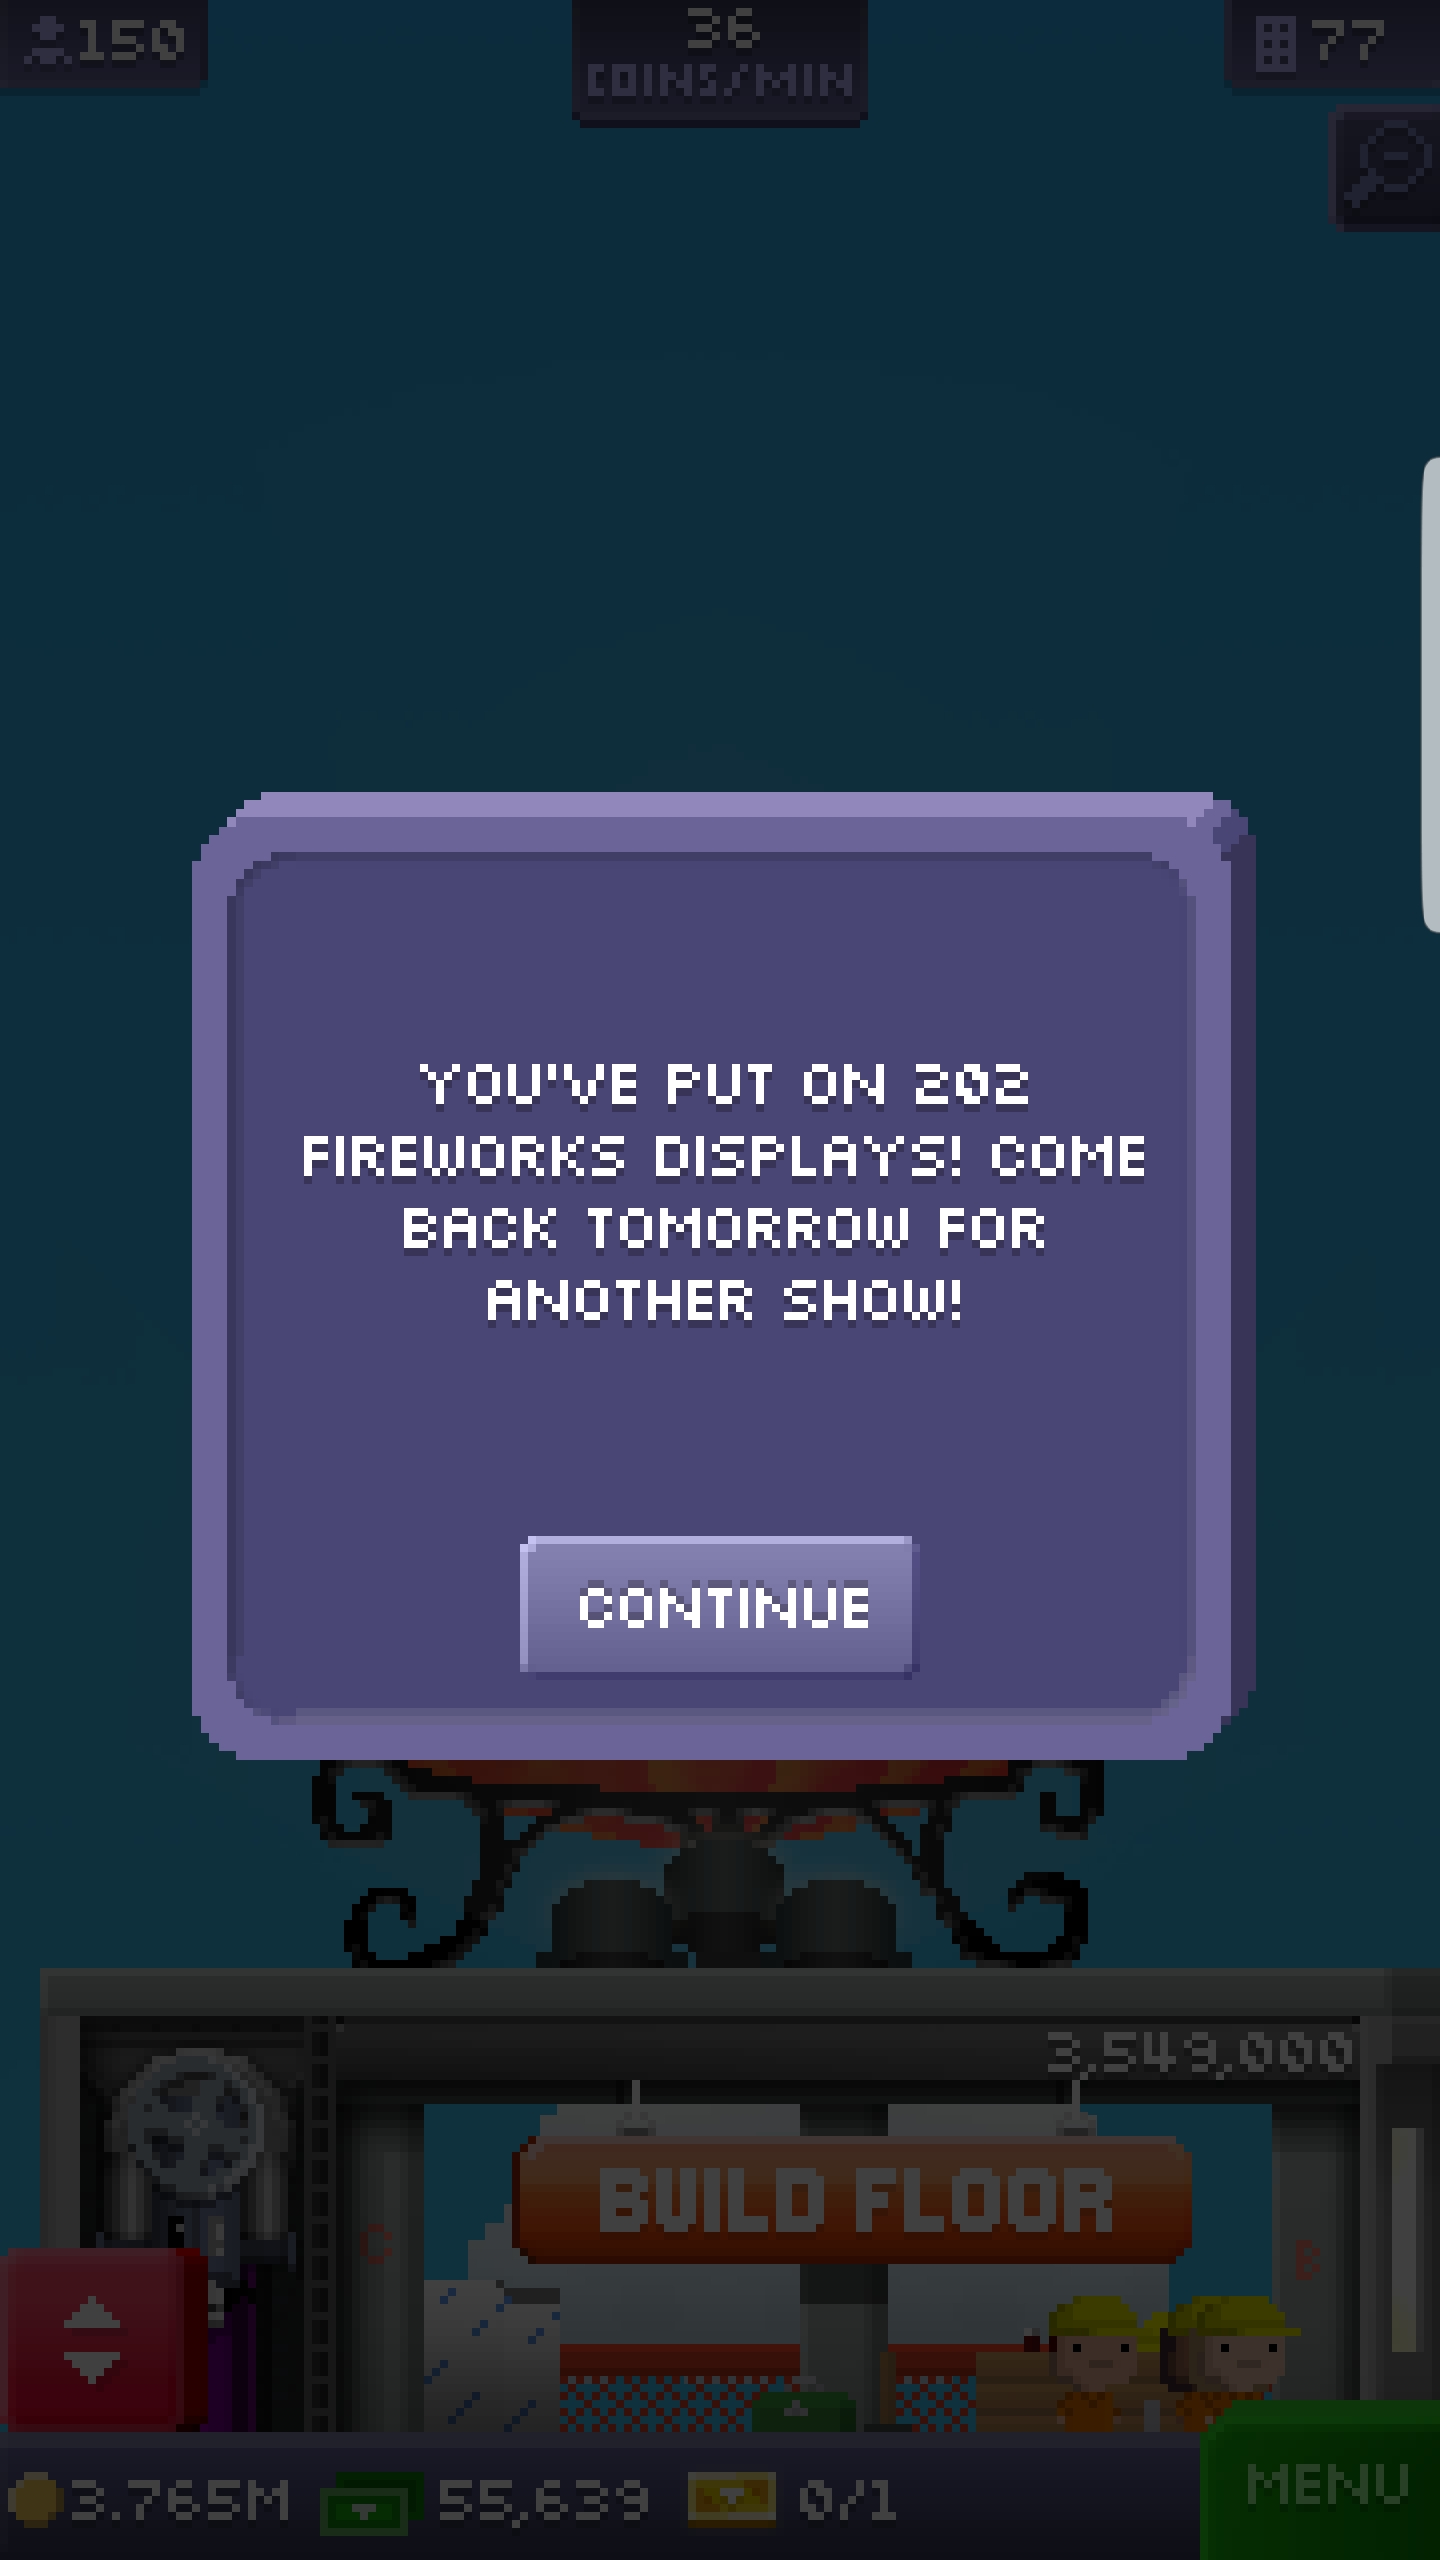 150
36
COINS/MIN
77
YOU'VE PUT ON 202
FIREWORKS DISPLAYS! COME
BACK TOMORROW FOR
ANOTHER SHOW!
CONTINUE
3,549,000
BUILD FLOOR
C
B
3.765M
55,639
0/1
MENU